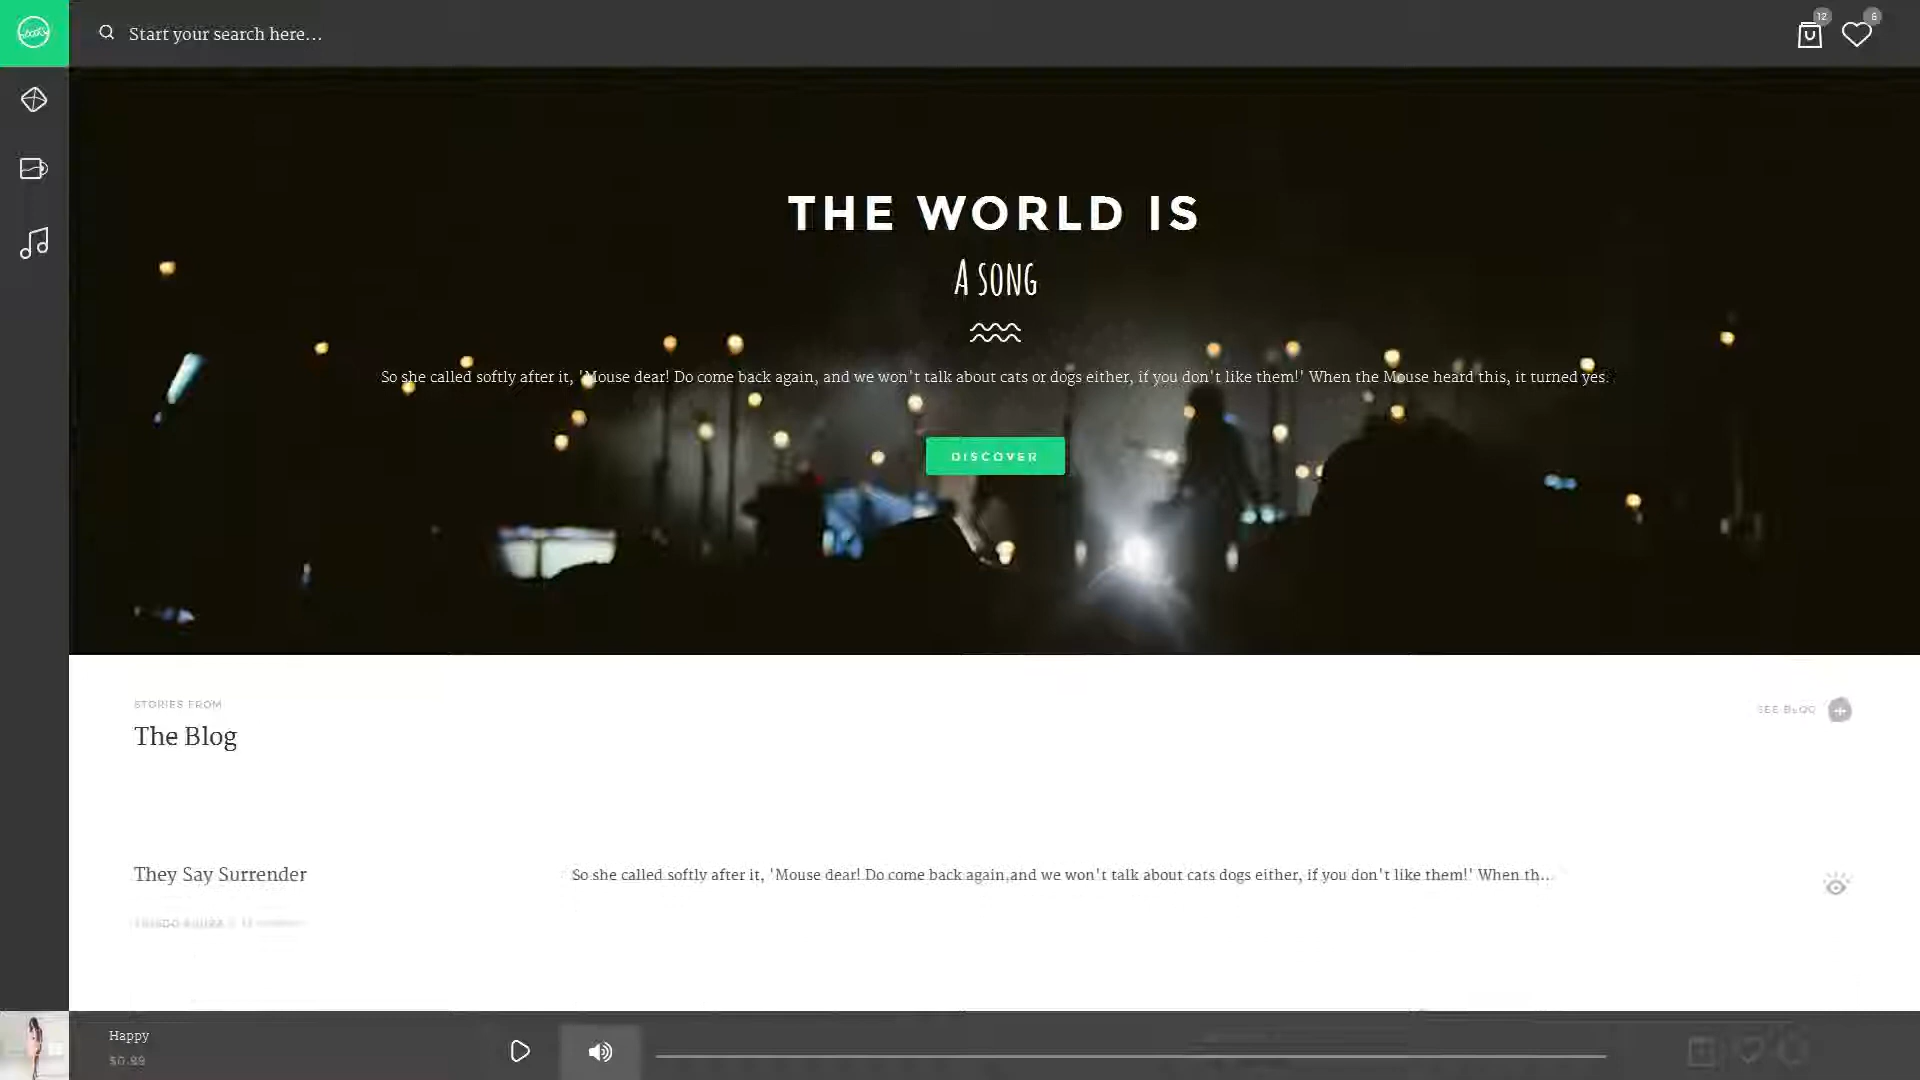 Start your search here...
12
6
THE WORLD IS
A SONG
So she called softly after it, 'Mouse dear! Do come back again, and we won't talk about cats or dogs either, if you don't like them!' When the Mouse heard this, it turned yes.
DISCOVER
STORIES FROM
The Blog
SEE
They Say Surrender
So she called softly after it, 'Mouse dear! Do come back again,and we won't talk about cats dogs either, if you don't like them!' When th...
Happy
$0.89